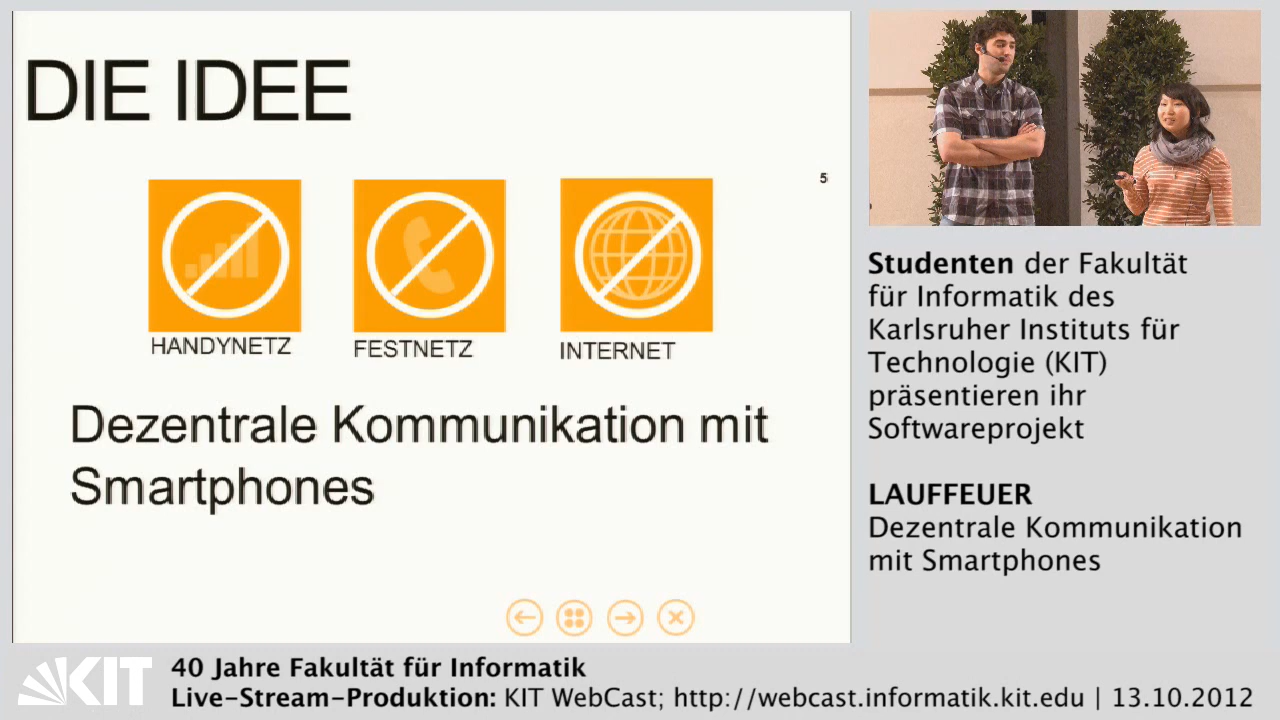 DIE IDEE
5
HANDYNETZ
FESTNETZ
INTERNET
Dezentrale Kommunikation mit
Smartphones
Studenten der Fakultät
für Informatik des
Karlsruher Instituts für
Technologie (KIT)
präsentieren ihr
Softwareprojekt
LAUFFEUER
Dezentrale Kommunikation
mit Smartphones
KIT
40 Jahre Fakultät für Informatik
Live-Stream-Produktion: KIT WebCast; http://webcast.informatik.kit.edu | 13.10.2012